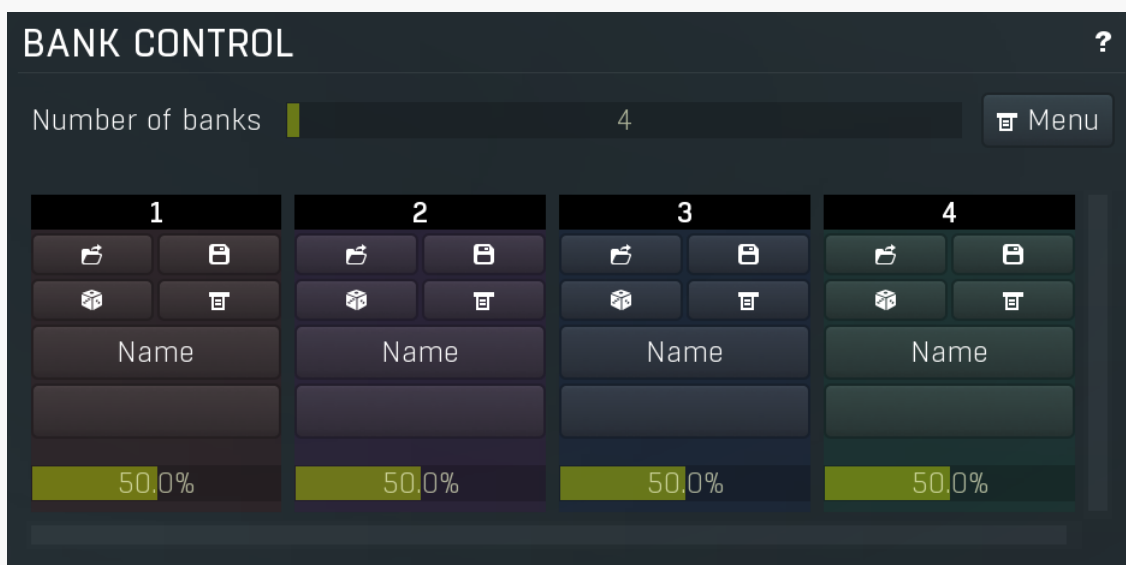 BANK CONTROL ?
Number of banks 4 Menu
1 2 3 4
Name Name Name Name
50.0% 50.0% 50.0% 50.0%